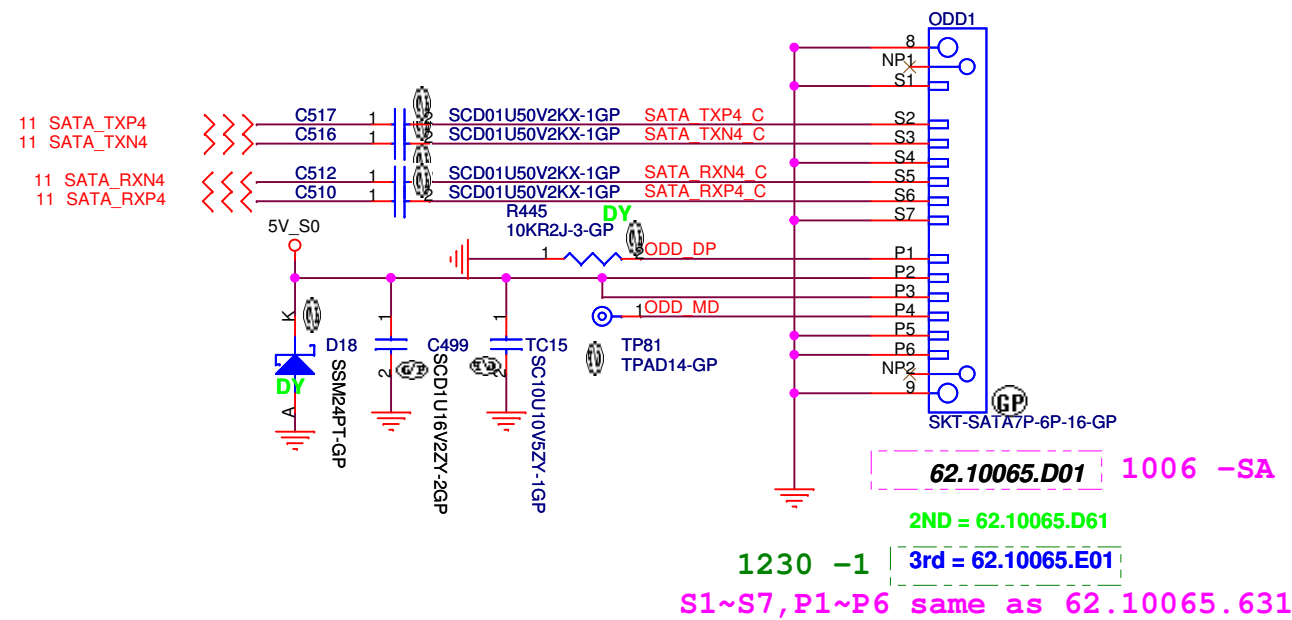 ODD1
8
NP1
S1
11 SATA_TXP4
C517
1
2
SCD01U50V2KX-1GP
SATA_TXP4_C
S2
11 SATA_TXN4
C516
1
2
SCD01U50V2KX-1GP
SATA_TXN4_C
S3
S4
11 SATA_RXN4
C512
1
2
SCD01U50V2KX-1GP
SATA_RXN4_C
S5
11 SATA_RXP4
C510
1
2
SCD01U50V2KX-1GP
SATA_RXP4_C
S6
S7
R445
DY
10KR2J-3-GP
5V_S0
1
2
ODD_DP
P1
P2
P3
1
ODD_MD
P4
P5
P6
NP2
9
K
D18
DY
A
SSM24PT-GP
1
C499
2
SCD1U16V2ZY-2GP
1
TC15
2
SC10U10V5ZY-1GP
TP81
TPAD14-GP
GP
SKT-SATA7P-6P-16-GP
62.10065.D01
1006 -SA
2ND = 62.10065.D61
1230 -1
3rd = 62.10065.E01
S1~S7,P1~P6 same as 62.10065.631